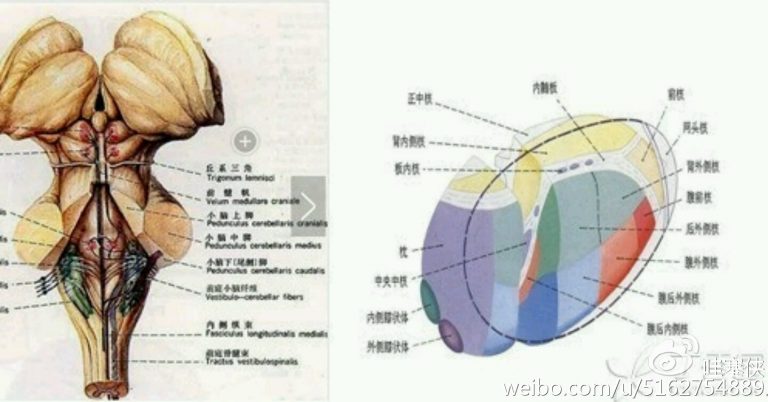 丘系三角
Trigonum lemnisci
前髓帆
Velum medullare craniale
小脑上脚
Pedunculus cerebellaris cranialis
小脑中脚
Pedunculus cerebellaris medius
小脑下(尾侧)脚
Pedunculus cerebellaris caudalis
前庭小脑纤维
Vestibulo-cerebellar fibers
内侧纵束
Fasciculus longitudinalis medialis
前庭脊髓束
Tractus vestibulospinalis
正中核
内髓板
前核
网状核
背内侧核
板内核
背外侧核
腹前核
后外侧核
枕
腹外侧核
中央中核
腹后外侧核
内侧膝状体
腹后内侧核
外侧膝状体
weibo.com/u/5162754889